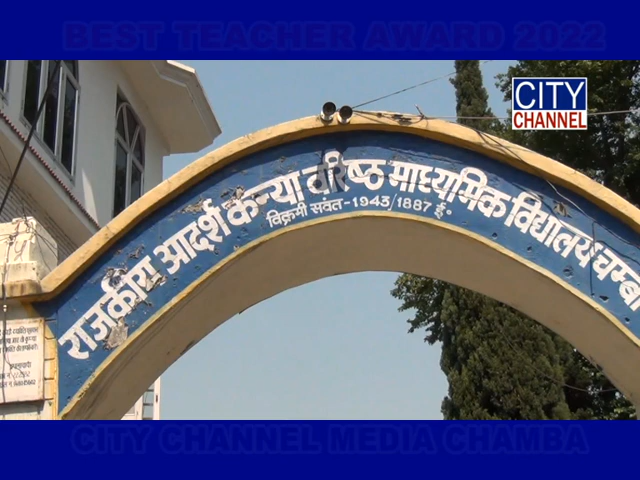 BEST TEACHER AWARD 2022
CITY
CHANNEL
राजकीय आदर्श कन्या वरिष्ठ माध्यमिक विद्यालय चम्ब
विक्रमी संवत-1943/1887 ई॰
CITY CHANNEL MEDIA CHAMBA